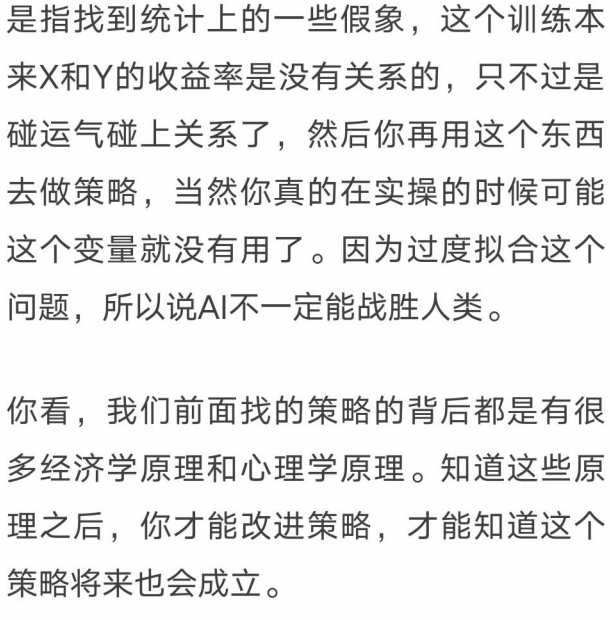 是指找到统计上的一些假象，这个训练本
来X和Y的收益率是没有关系的，只不过是
碰运气碰上关系了，然后你再用这个东西
去做策略，当然你真的在实操的时候可能
这个变量就没有用了。因为过度拟合这个
问题，所以说AI不一定能战胜人类。
你看，我们前面找的策略的背后都是有很
多经济学原理和心理学原理。知道这些原
理之后，你才能改进策略，才能知道这个
策略将来也会成立。